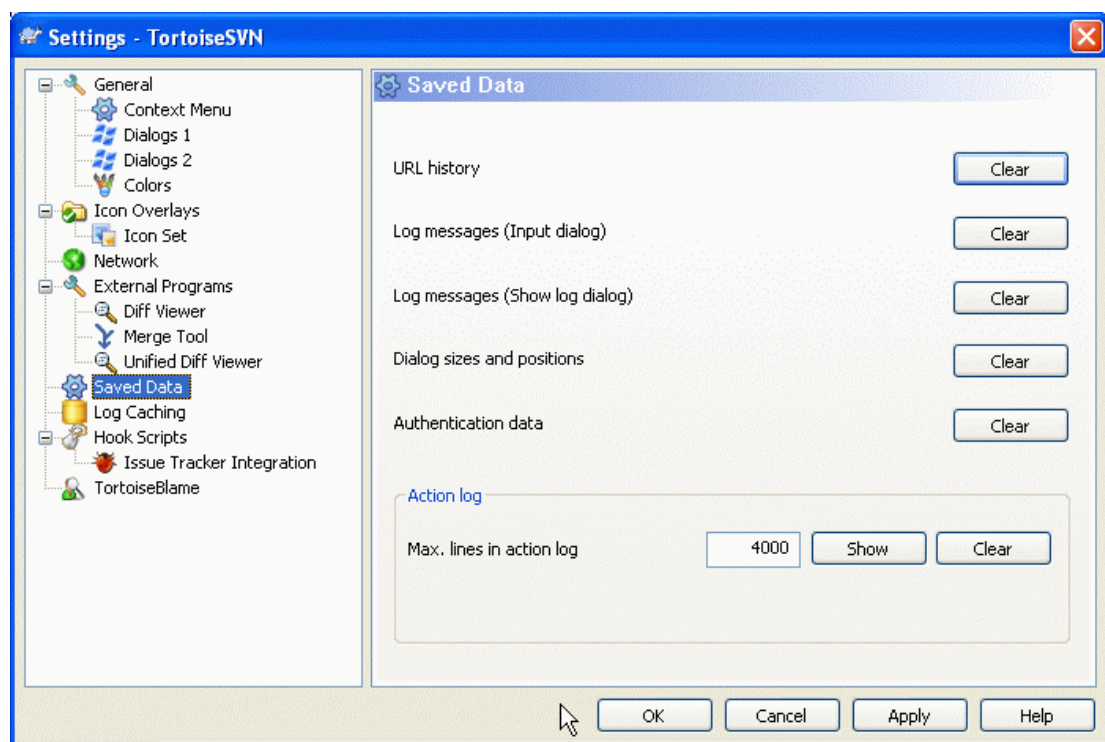 Settings - TortoiseSVN
General
Context Menu
Dialogs 1
Dialogs 2
Colors
Icon Overlays
Icon Set
Network
External Programs
Diff Viewer
Merge Tool
Unified Diff Viewer
Saved Data
Log Caching
Hook Scripts
Issue Tracker Integration
TortoiseBlame
Saved Data
URL history Clear
Log messages (Input dialog) Clear
Log messages (Show log dialog) Clear
Dialog sizes and positions Clear
Authentication data Clear
Action log
Max. lines in action log 4000 Show Clear
OK Cancel Apply Help